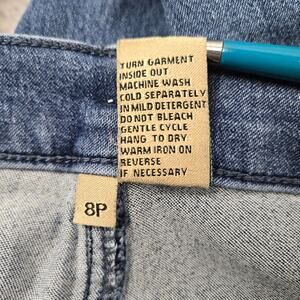 TURN GARMENT
INSIDE OUT
MACHINE WASH
COLD SEPARATELY
IN MILD DETERGENT
DO NOT BLEACH
GENTLE CYCLE
HANG TO DRY
WARM IRON ON
REVERSE
IF NECESSARY
8P